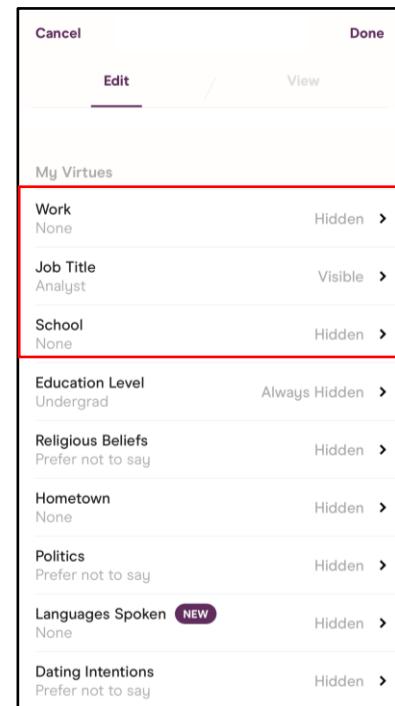 Cancel Done
Edit / View
My Virtues
Work
None
Hidden >
Job Title
Analyst
Visible >
School
None
Hidden >
Education Level
Undergrad
Always Hidden >
Religious Beliefs
Prefer not to say
Hidden >
Hometown
None
Hidden >
Politics
Prefer not to say
Hidden >
Languages Spoken NEW
None
Hidden >
Dating Intentions
Prefer not to say
Hidden >